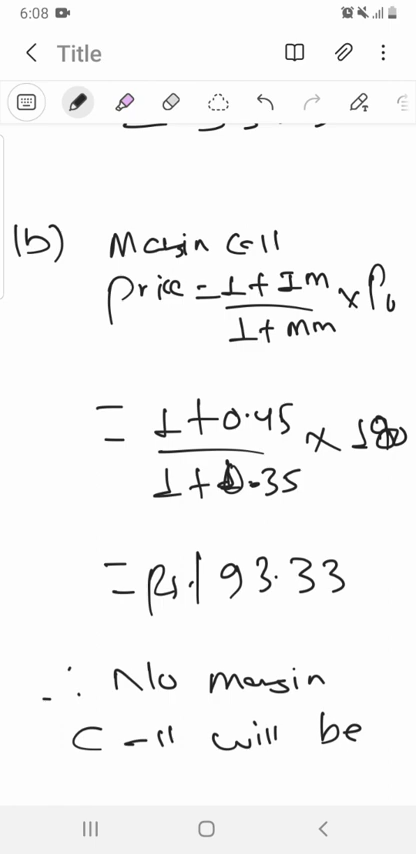 6:08
Title
(b) Margin Call
Price = 1 + Im / 1 + mm × P0
= 1 + 0.45 / 1 + 0.35 × 180
= Rs. 193.33
∴ No margin
Call will be